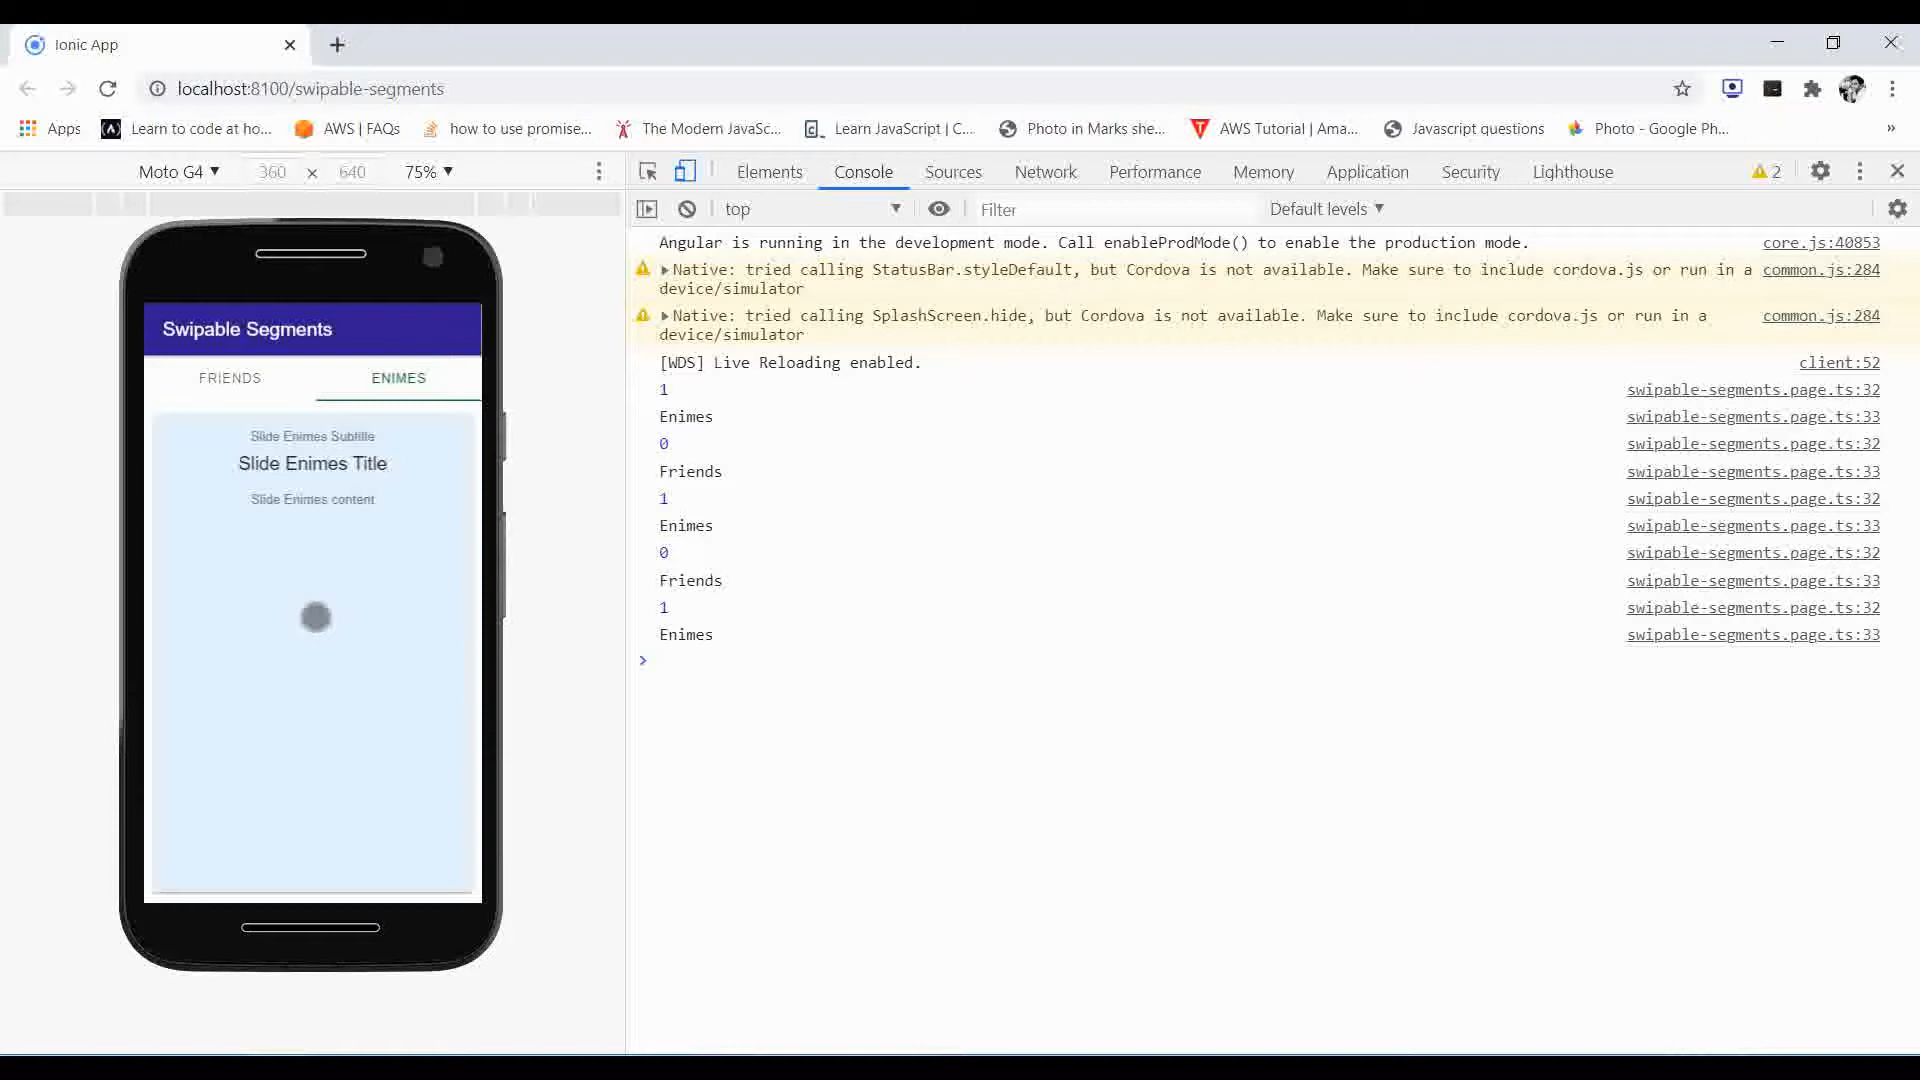 Ionic App
localhost:8100/swipable-segments
Apps Learn to code at ho... AWS | FAQs how to use promise... The Modern JavaSc... Learn JavaScript | C... Photo in Marks she... AWS Tutorial | Ama... Javascript questions Photo - Google Ph... »
Moto G4 360 × 640 75%
Elements Console Sources Network Performance Memory Application Security Lighthouse 2
top Filter Default levels
Angular is running in the development mode. Call enableProdMode() to enable the production mode. core.js:40853
Native: tried calling StatusBar.styleDefault, but Cordova is not available. Make sure to include cordova.js or run in a common.js:284
device/simulator
Native: tried calling SplashScreen.hide, but Cordova is not available. Make sure to include cordova.js or run in a common.js:284
device/simulator
[WDS] Live Reloading enabled. client:52
1 swipable-segments.page.ts:32
Enimes swipable-segments.page.ts:33
0 swipable-segments.page.ts:32
Friends swipable-segments.page.ts:33
1 swipable-segments.page.ts:32
Enimes swipable-segments.page.ts:33
0 swipable-segments.page.ts:32
Friends swipable-segments.page.ts:33
1 swipable-segments.page.ts:32
Enimes swipable-segments.page.ts:33
>
Swipable Segments
FRIENDS ENIMES
Slide Enimes Subtitle
Slide Enimes Title
Slide Enimes content